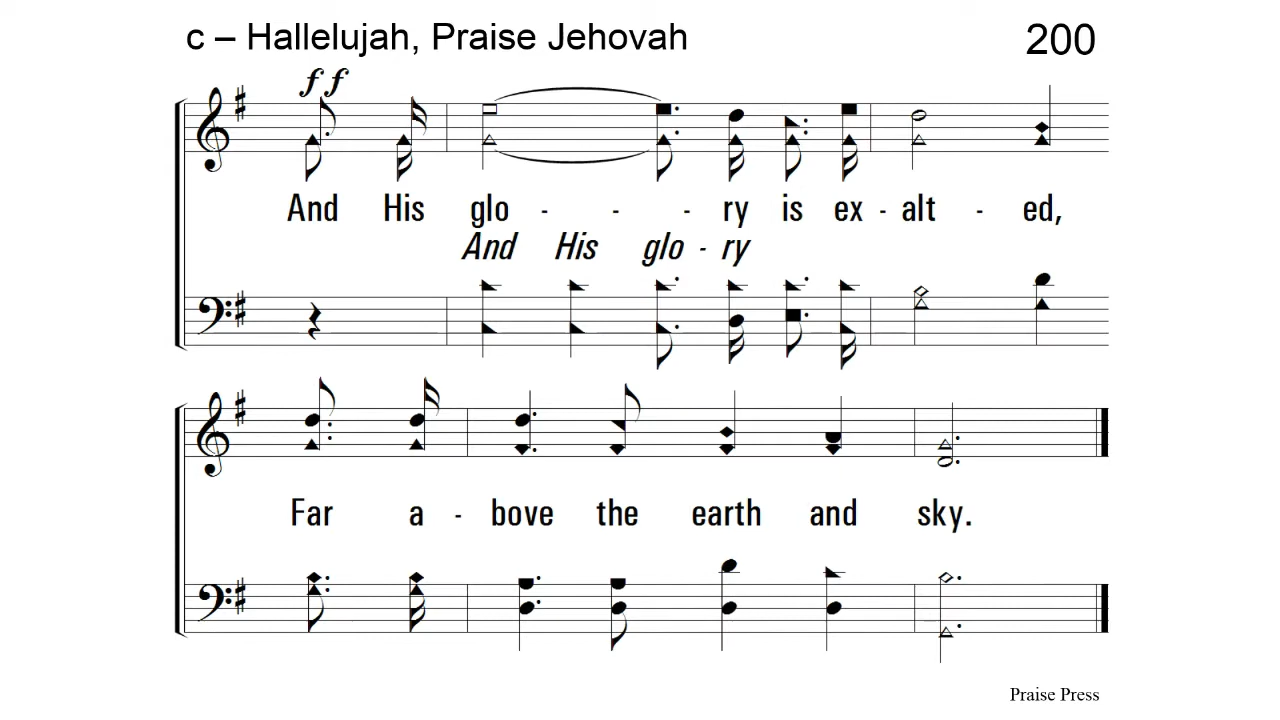 c – Hallelujah, Praise Jehovah 200
ff
And His glo - - - ry is ex - alt - ed,
And His glo - ry
Far a - bove the earth and sky.
Praise Press